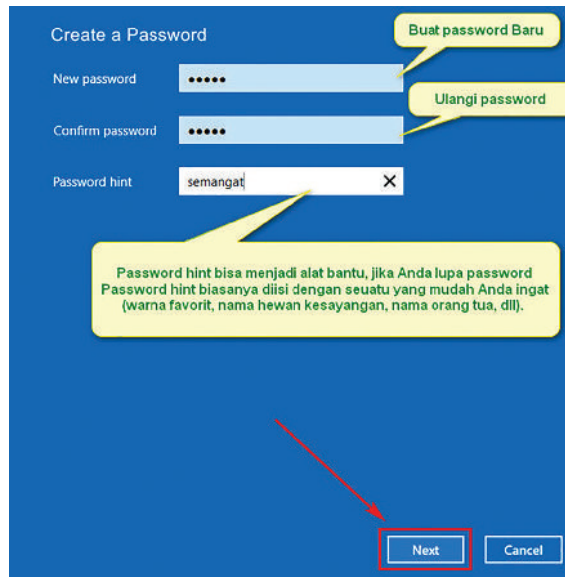 Create a Password
Buat password Baru
New password •••••
Ulangi password
Confirm password •••••
Password hint semangat
Password hint bisa menjadi alat bantu, jika Anda lupa password
Password hint biasanya diisi dengan seuatu yang mudah Anda ingat
(warna favorit, nama hewan kesayangan, nama orang tua, dll).
Next Cancel